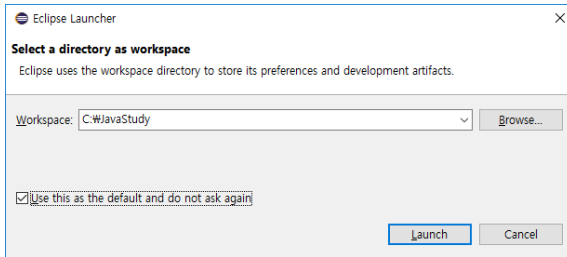 Eclipse Launcher
Select a directory as workspace
Eclipse uses the workspace directory to store its preferences and development artifacts.
Workspace: C:₩JavaStudy Browse...
Use this as the default and do not ask again
Launch Cancel